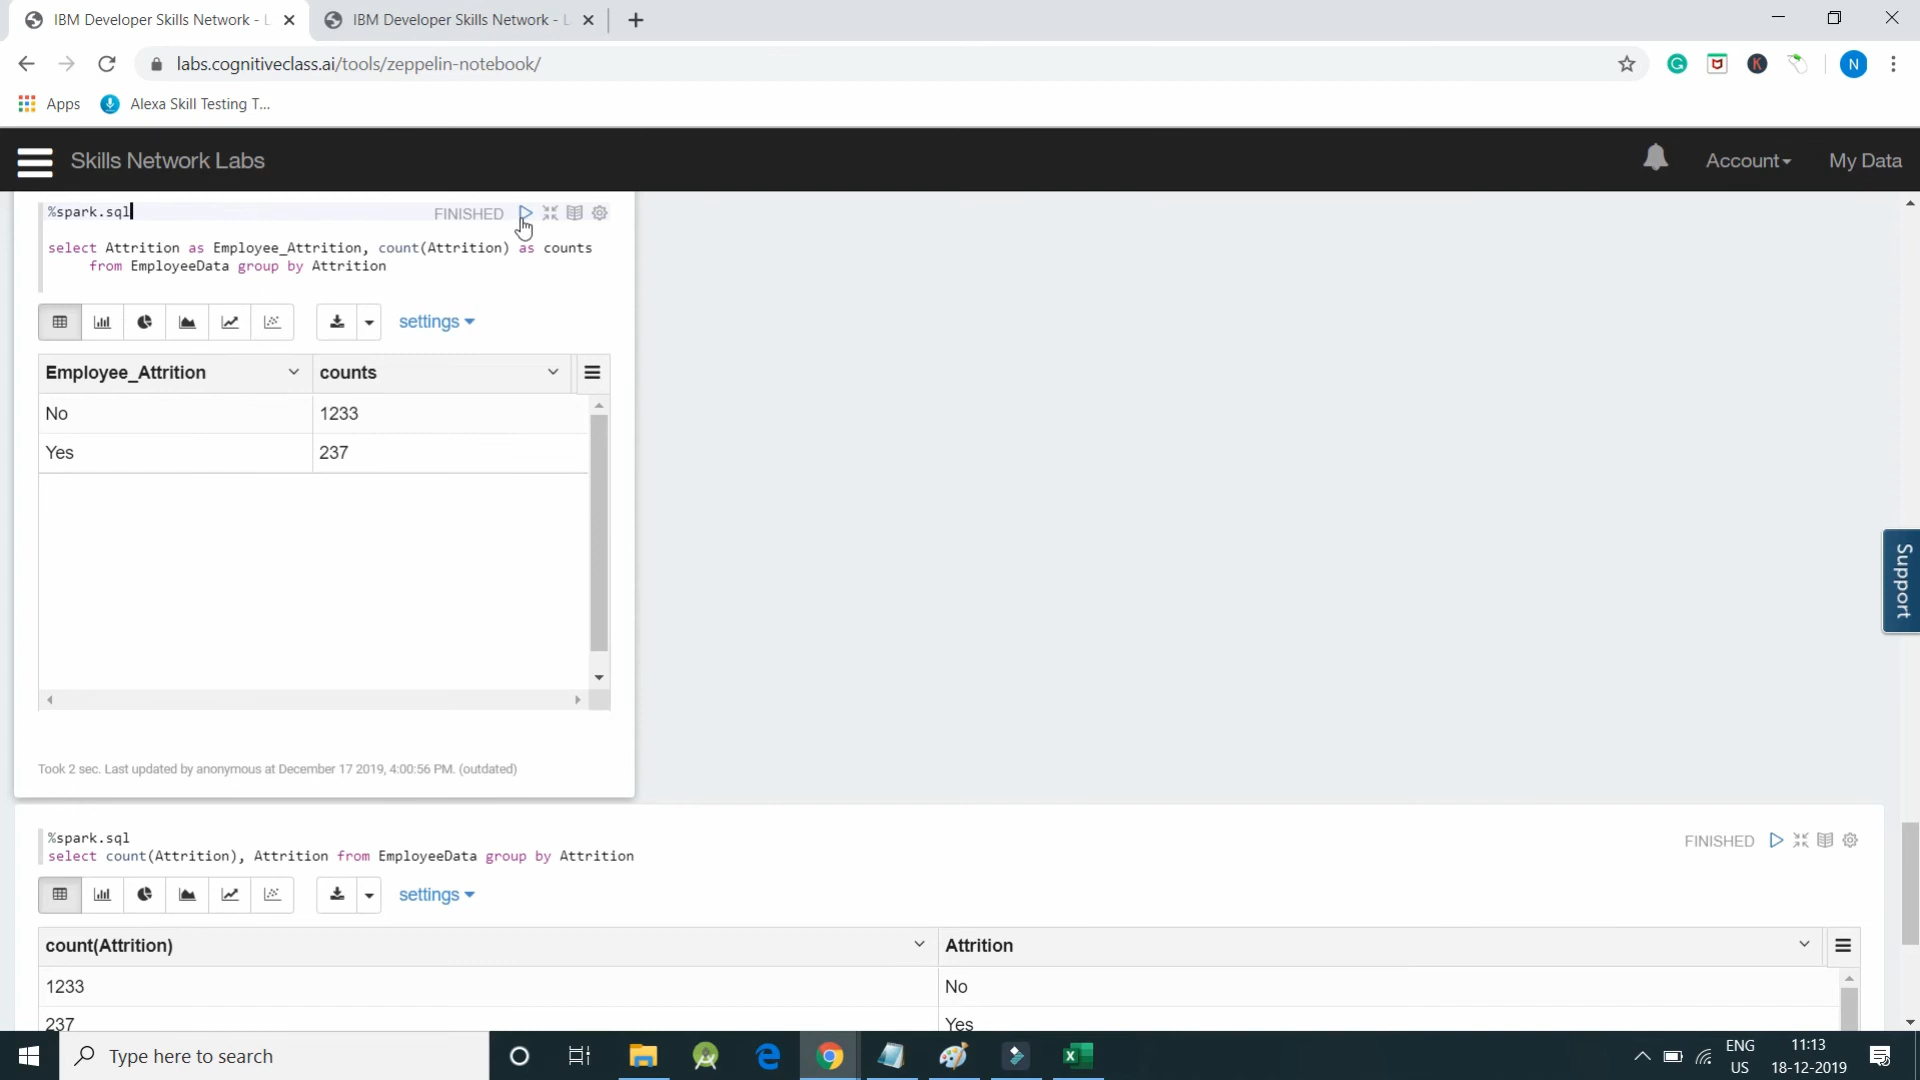 IBM Developer Skills Network - L
IBM Developer Skills Network - L
labs.cognitiveclass.ai/tools/zeppelin-notebook/
N
Apps
Alexa Skill Testing T...
Skills Network Labs
Account
My Data
%spark.sql
FINISHED
select Attrition as Employee_Attrition, count(Attrition) as counts
from EmployeeData group by Attrition
settings
Employee_Attrition
counts
No
1233
Yes
237
Support
Took 2 sec. Last updated by anonymous at December 17 2019, 4:00:56 PM. (outdated)
%spark.sql
FINISHED
select count(Attrition), Attrition from EmployeeData group by Attrition
settings
count(Attrition)
Attrition
1233
No
237
Yes
Type here to search
ENG
US
11:13
18-12-2019